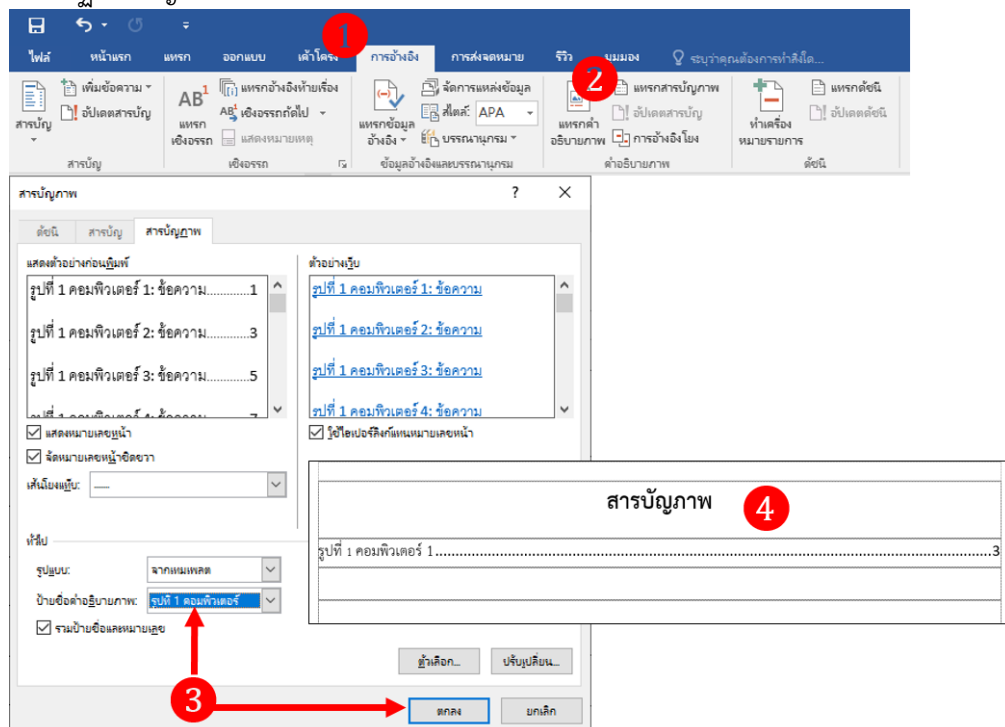 1
ไฟล์ หน้าแรก แทรก ออกแบบ เค้าโครง การอ้างอิง การส่งจดหมาย รีวิว มุมมอง ระบุว่าคุณต้องการทำสิ่งใด...
2
สารบัญ
เพิ่มข้อความ
อัปเดตสารบัญ
สารบัญ
AB1
แทรก
เชิงอรรถ
แทรกอ้างอิงท้ายเรื่อง
เชิงอรรถถัดไป
แสดงหมายเหตุ
เชิงอรรถ
แทรกข้อมูล
อ้างอิง
จัดการแหล่งข้อมูล
สไตล์: APA
บรรณานุกรม
ข้อมูลอ้างอิงและบรรณานุกรม
แทรกคำ
อธิบายภาพ
แทรกสารบัญภาพ
อัปเดตสารบัญ
การอ้างอิงโยง
คำอธิบายภาพ
ทำเครื่อง
หมายรายการ
แทรกดัชนี
อัปเดตดัชนี
ดัชนี
สารบัญภาพ ?
ดัชนี สารบัญ สารบัญภาพ
แสดงตัวอย่างก่อนพิมพ์
รูปที่ 1 คอมพิวเตอร์ 1: ข้อความ............1
รูปที่ 1 คอมพิวเตอร์ 2: ข้อความ............3
รูปที่ 1 คอมพิวเตอร์ 3: ข้อความ............5
รูปที่ 1 คอมพิวเตอร์ 4: ข้อความ............7
ตัวอย่างเว็บ
รูปที่ 1 คอมพิวเตอร์ 1: ข้อความ
รูปที่ 1 คอมพิวเตอร์ 2: ข้อความ
รูปที่ 1 คอมพิวเตอร์ 3: ข้อความ
รูปที่ 1 คอมพิวเตอร์ 4: ข้อความ
แสดงหมายเลขหน้า
จัดหมายเลขหน้าชิดขวา
ใช้ไฮเปอร์ลิงก์แทนหมายเลขหน้า
เส้นโยงแท็บ: ......
สารบัญภาพ 4
รูปที่ 1 คอมพิวเตอร์ 1..........3
ทั่วไป
รูปแบบ: จากเทมเพลต
ป้ายชื่อคำอธิบายภาพ: รูปที่ 1 คอมพิวเตอร์
รวมป้ายชื่อและหมายเลข
ตัวเลือก... ปรับเปลี่ยน...
3
ตกลง ยกเลิก